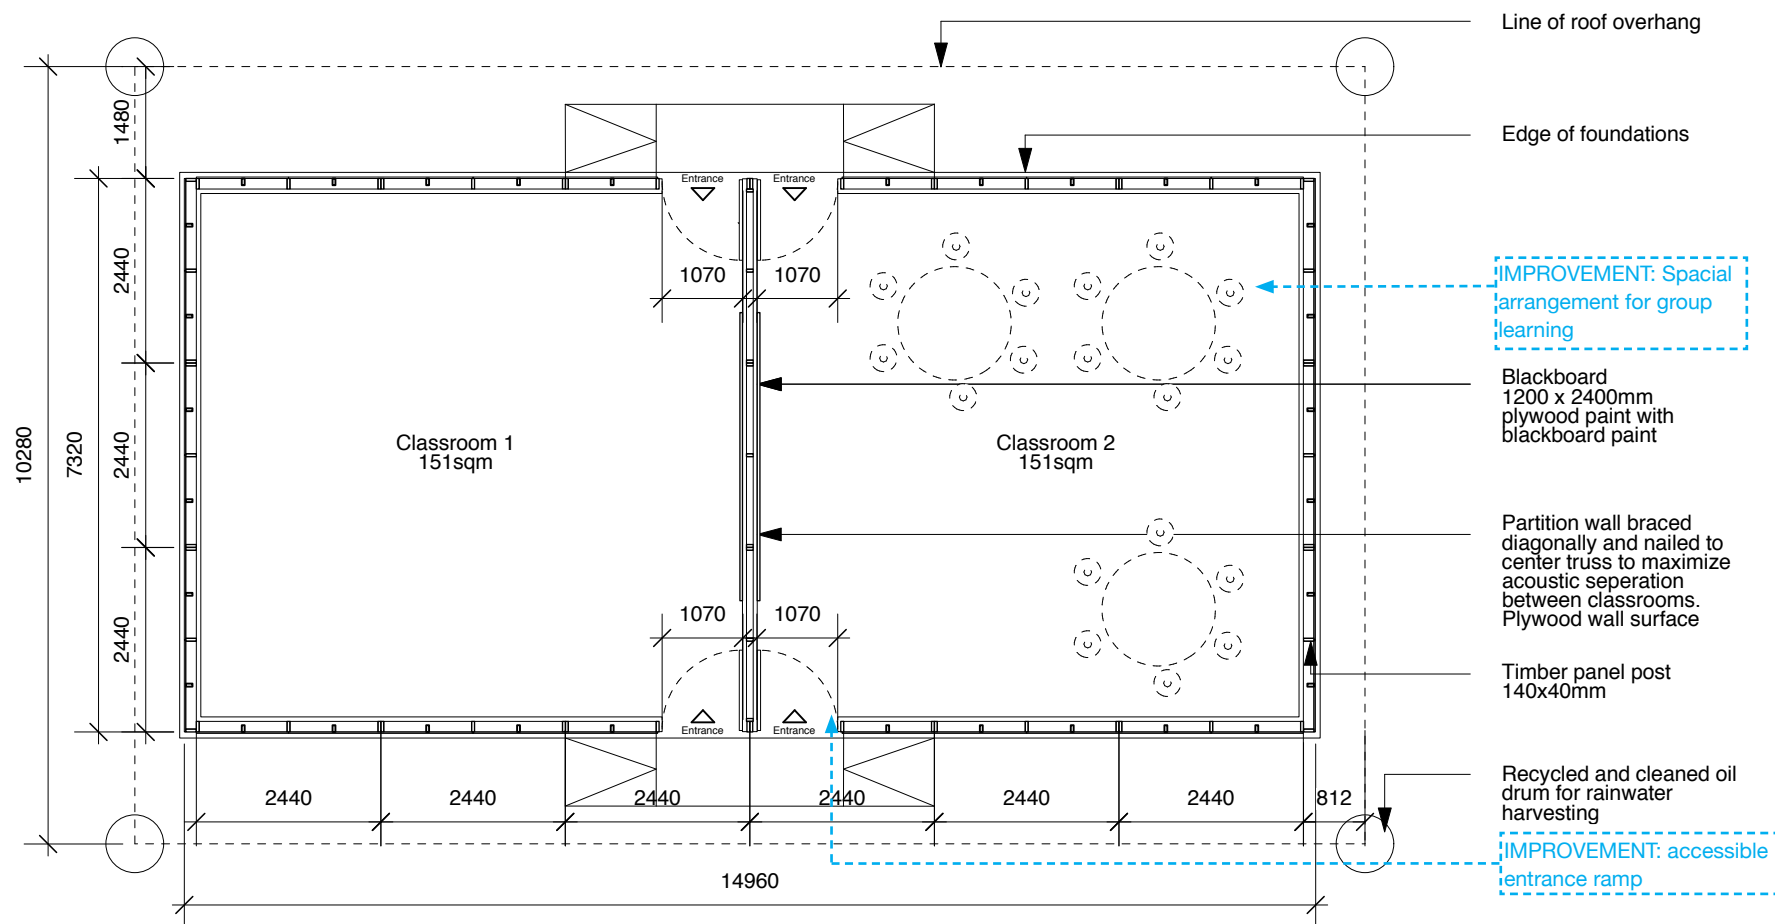 Line of roof overhang
Edge of foundations
IMPROVEMENT: Spacial
arrangement for group
learning
Blackboard
1200 x 2400mm
plywood paint with
blackboard paint
Partition wall braced
diagonally and nailed to
center truss to maximize
acoustic seperation
between classrooms.
Plywood wall surface
Timber panel post
140x40mm
Recycled and cleaned oil
drum for rainwater
harvesting
IMPROVEMENT: accessible
entrance ramp
1480
Entrance
Entrance
2440
1070
1070
10280
7320
2440
Classroom 1
151sqm
Classroom 2
151sqm
2440
1070
1070
Entrance
Entrance
2440
2440
2440
2440
2440
2440
812
14960